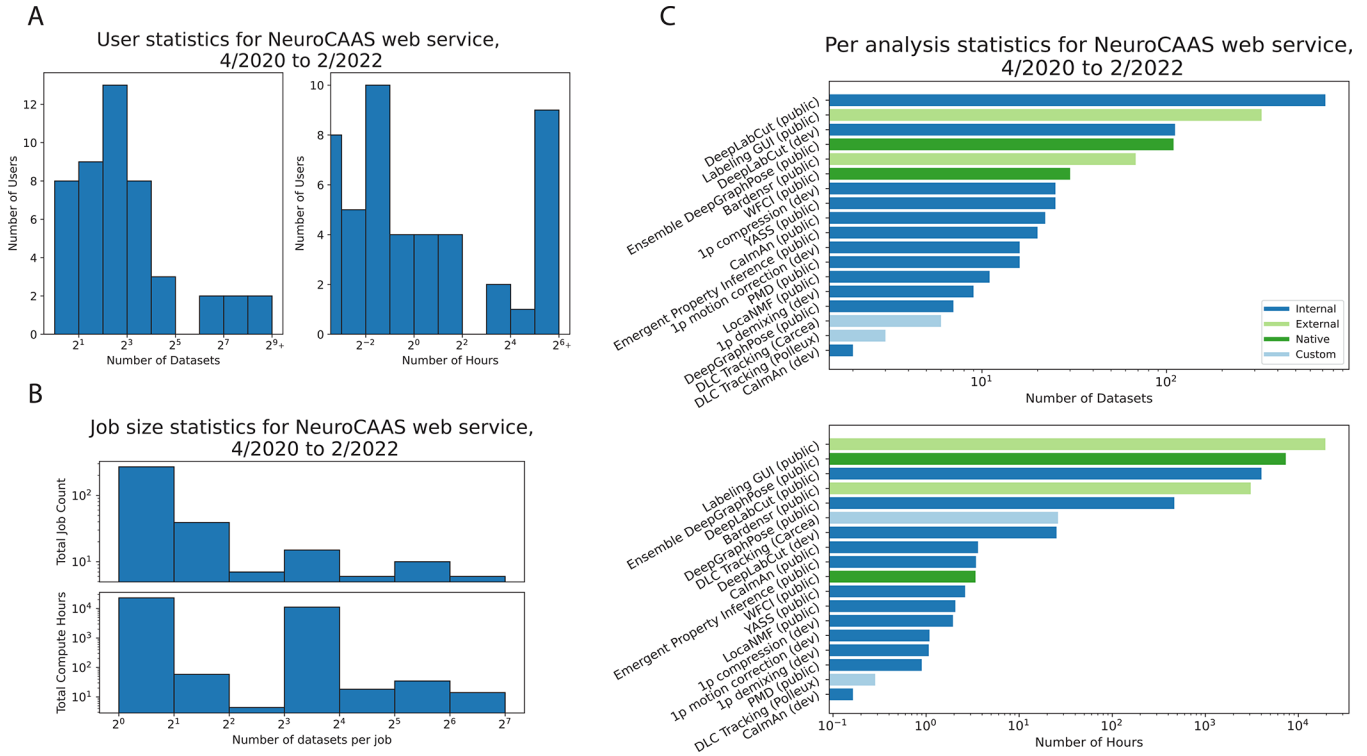 A
User statistics for NeuroCAAS web service,
4/2020 to 2/2022
Number of Users
12
10
8
6
4
2
0
2^1
2^3
2^5
2^7
2^9+
Number of Datasets
Number of Users
10
8
6
4
2
0
2^-2
2^0
2^2
2^4
2^6+
Number of Hours
B
Job size statistics for NeuroCAAS web service,
4/2020 to 2/2022
Total Job Count
10^2
10^1
Total Compute Hours
10^4
10^3
10^2
10^1
2^0
2^1
2^2
2^3
2^4
2^5
2^6
2^7
Number of datasets per job
C
Per analysis statistics for NeuroCAAS web service,
4/2020 to 2/2022
DeepLabCut (public)
Labeling GUI (public)
DeepLabCut (dev)
Ensemble DeepGraphPose (public)
Bardensr (public)
WFCI (public)
1p compression (dev)
YASS (public)
CaImAn (public)
Emergent Property Inference (public)
1p motion correction (dev)
PMD (public)
LocaNMF (public)
1p demixing (dev)
DeepGraphPose (public)
DLC Tracking (Carcea)
DLC Tracking (Polleux)
CaImAn (dev)
Internal
External
Native
Custom
10^1
10^2
Number of Datasets
Labeling GUI (public)
Ensemble DeepGraphPose (public)
DeepLabCut (public)
Bardensr (public)
DeepGraphPose (public)
DLC Tracking (Carcea)
DeepLabCut (dev)
CaImAn (public)
Emergent Property Inference (public)
WFCI (public)
YASS (public)
LocaNMF (public)
1p compression (dev)
1p motion correction (dev)
1p demixing (dev)
PMD (public)
DLC Tracking (Polleux)
CaImAn (dev)
10^-1
10^0
10^1
10^2
10^3
10^4
Number of Hours